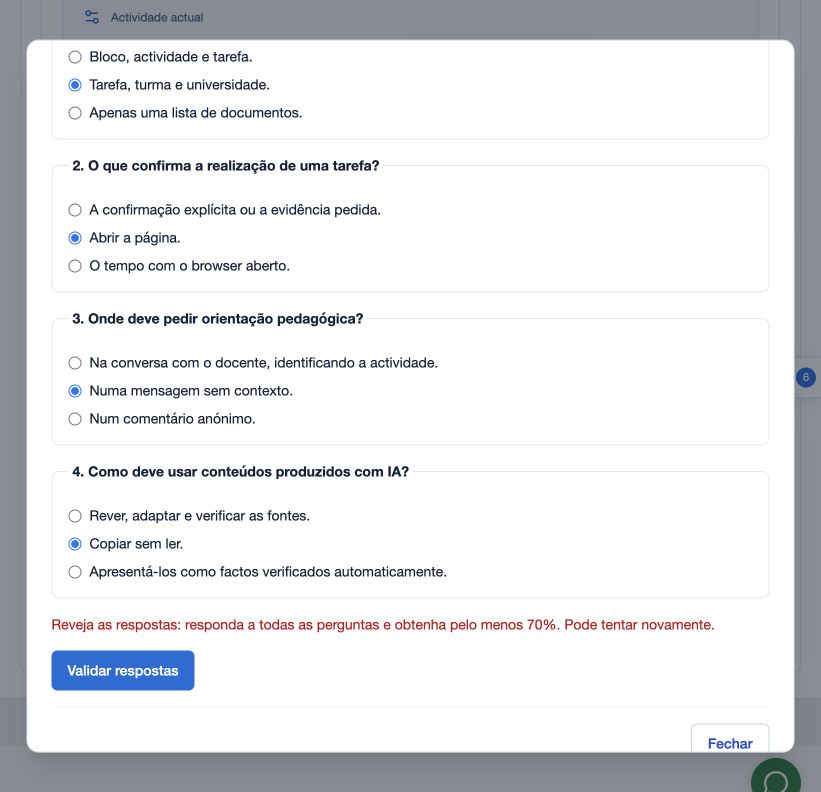 Actividade actual
Bloco, actividade e tarefa.
Tarefa, turma e universidade.
Apenas uma lista de documentos.
2. O que confirma a realização de uma tarefa?
A confirmação explícita ou a evidência pedida.
Abrir a página.
O tempo com o browser aberto.
3. Onde deve pedir orientação pedagógica?
Na conversa com o docente, identificando a actividade.
Numa mensagem sem contexto.
Num comentário anónimo.
6
4. Como deve usar conteúdos produzidos com IA?
Rever, adaptar e verificar as fontes.
Copiar sem ler.
Apresentá-los como factos verificados automaticamente.
Reveja as respostas: responda a todas as perguntas e obtenha pelo menos 70%. Pode tentar novamente.
Validar respostas
Fechar